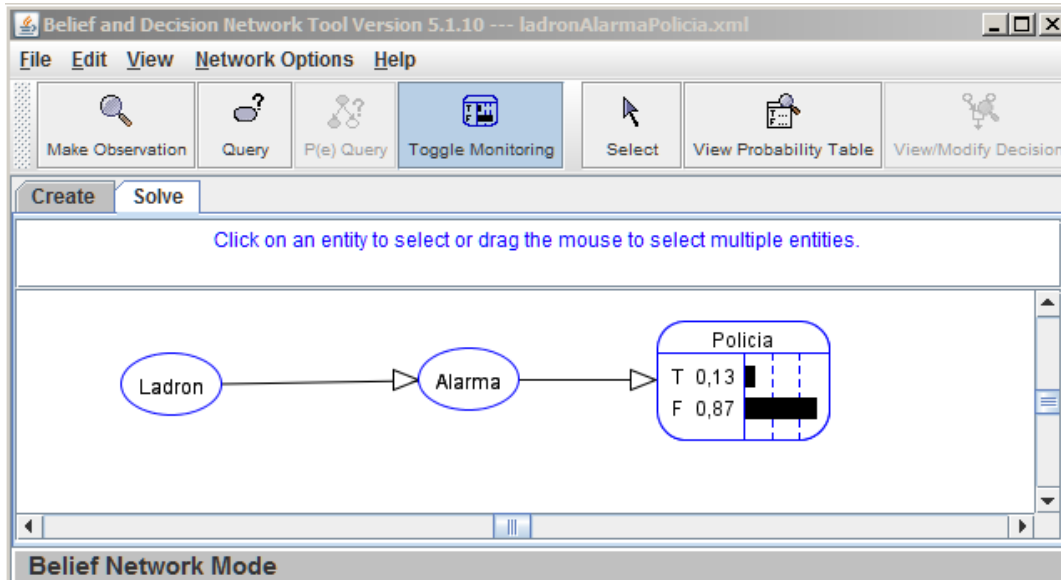 Belief and Decision Network Tool Version 5.1.10 --- ladronAlarmaPolicia.xml
File Edit View Network Options Help
Make Observation Query P(e) Query Toggle Monitoring Select View Probability Table View/Modify Decision
Create Solve
Click on an entity to select or drag the mouse to select multiple entities.
Policia
Ladron Alarma T 0,13
F 0,87
Belief Network Mode